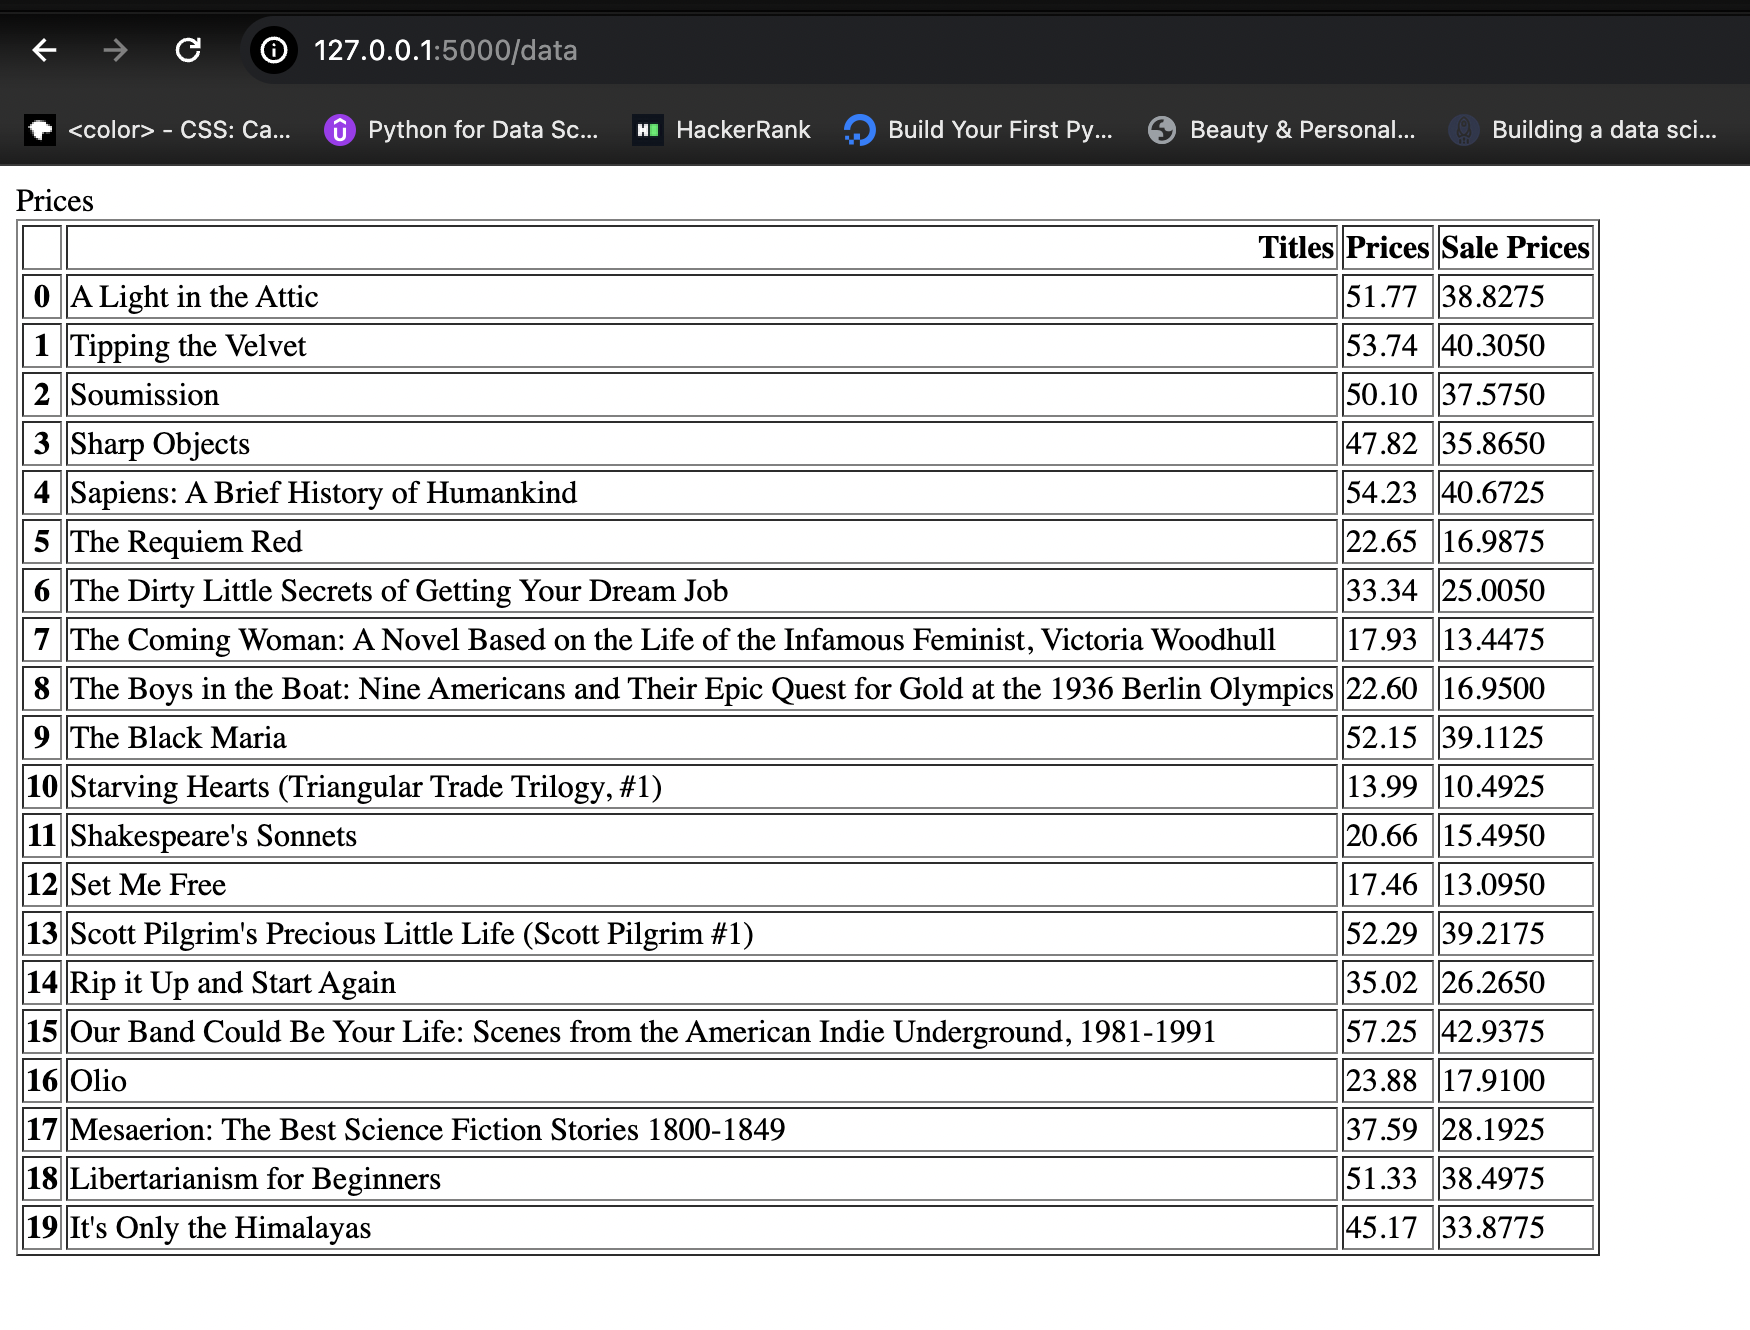 127.0.0.1:5000/data
<color> - CSS: Ca... Python for Data Sc... HackerRank Build Your First Py... Beauty & Personal... Building a data sci...
Prices
Titles Prices Sale Prices
0 A Light in the Attic 51.77 38.8275
1 Tipping the Velvet 53.74 40.3050
2 Soumission 50.10 37.5750
3 Sharp Objects 47.82 35.8650
4 Sapiens: A Brief History of Humankind 54.23 40.6725
5 The Requiem Red 22.65 16.9875
6 The Dirty Little Secrets of Getting Your Dream Job 33.34 25.0050
7 The Coming Woman: A Novel Based on the Life of the Infamous Feminist, Victoria Woodhull 17.93 13.4475
8 The Boys in the Boat: Nine Americans and Their Epic Quest for Gold at the 1936 Berlin Olympics 22.60 16.9500
9 The Black Maria 52.15 39.1125
10 Starving Hearts (Triangular Trade Trilogy, #1) 13.99 10.4925
11 Shakespeare's Sonnets 20.66 15.4950
12 Set Me Free 17.46 13.0950
13 Scott Pilgrim's Precious Little Life (Scott Pilgrim #1) 52.29 39.2175
14 Rip it Up and Start Again 35.02 26.2650
15 Our Band Could Be Your Life: Scenes from the American Indie Underground, 1981-1991 57.25 42.9375
16 Olio 23.88 17.9100
17 Mesaerion: The Best Science Fiction Stories 1800-1849 37.59 28.1925
18 Libertarianism for Beginners 51.33 38.4975
19 It's Only the Himalayas 45.17 33.8775